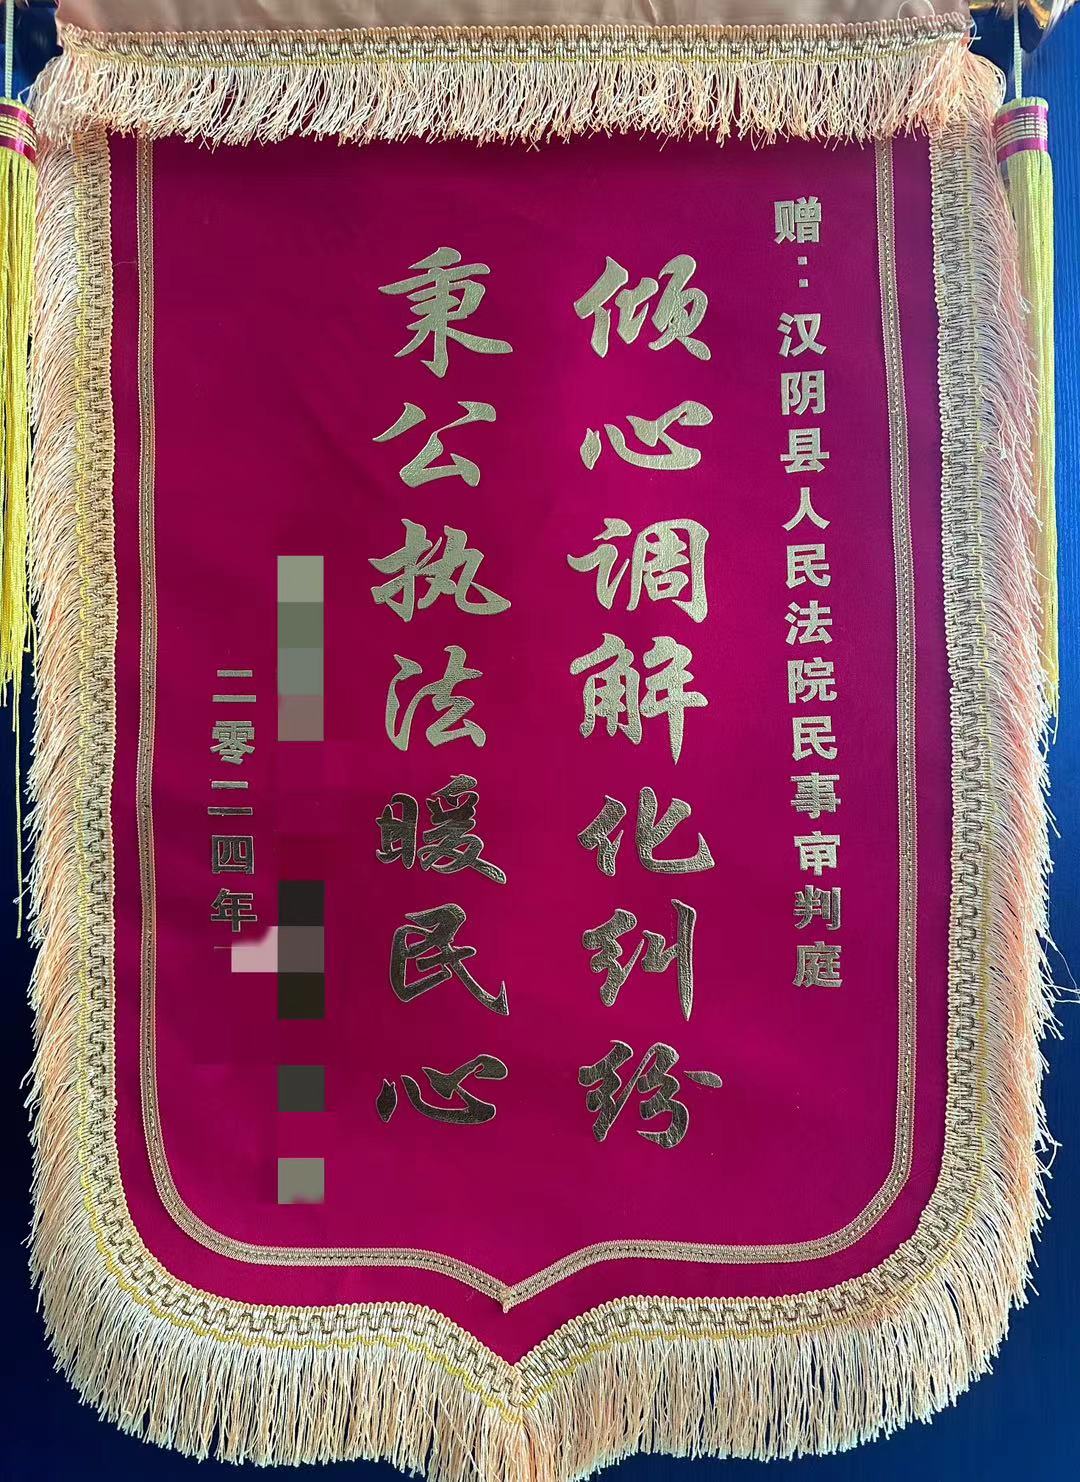 赠：汉阴县人民法院民事审判庭
倾心调解化纠纷
秉公执法暖民心
二零二四年